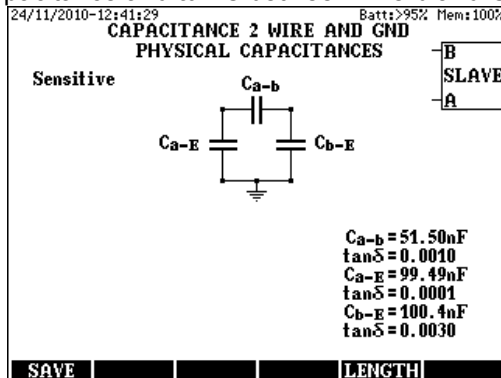 24/11/2010-12:41:29 Batt:>95% Mem:100%
CAPACITANCE 2 WIRE AND GND
PHYSICAL CAPACITANCES
B
Sensitive
SLAVE
Ca-b
A
Ca-E
Cb-E
Ca-b=51.50nF
tanδ=0.0010
Ca-E=99.49nF
tanδ=0.0001
Cb-E=100.4nF
tanδ=0.0030
SAVE LENGTH